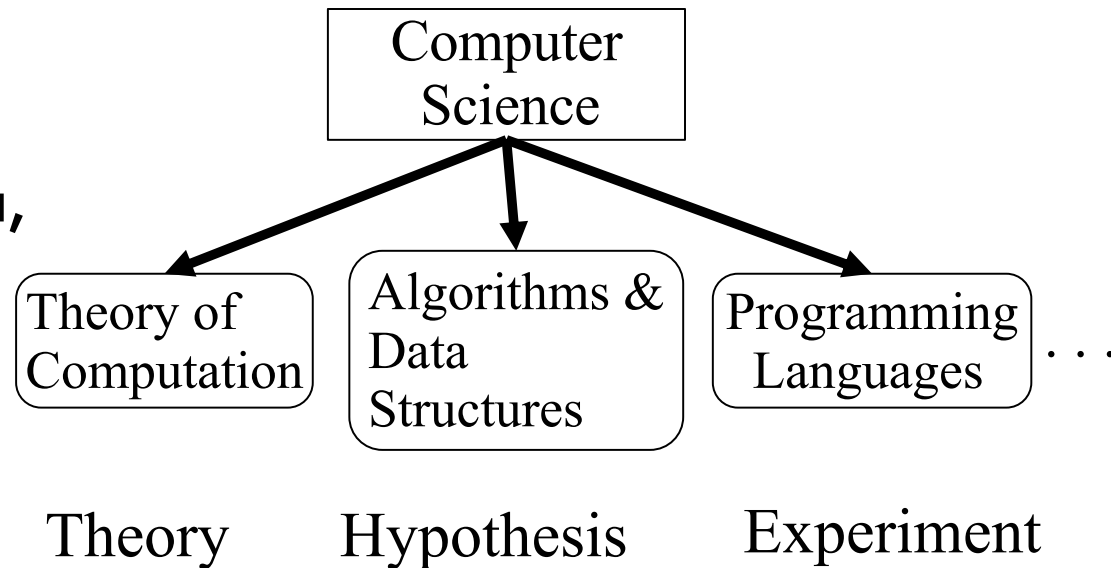 Computer
Science
Theory of
Computation
Algorithms &
Data
Structures
Programming
Languages
. . .
Theory
Hypothesis
Experiment